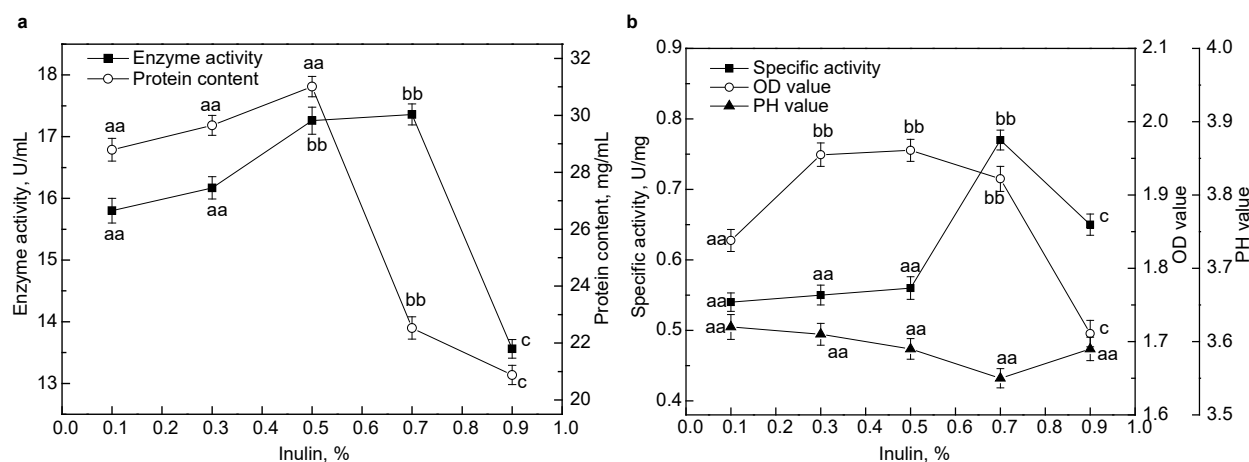 a
Enzyme activity
Protein content
Enzyme activity, U/mL
18
17
16
15
14
13
Protein content, mg/mL
32
30
28
26
24
22
20
aa
aa
aa
bb
bb
c
aa
aa
bb
bb
c
0.0 0.1 0.2 0.3 0.4 0.5 0.6 0.7 0.8 0.9 1.0
Inulin, %
b
Specific activity
OD value
PH value
Specific activity, U/mg
0.9
0.8
0.7
0.6
0.5
0.4
OD value
2.1
2.0
1.9
1.8
1.7
1.6
PH value
4.0
3.9
3.8
3.7
3.6
3.5
aa
bb
bb
bb
c
aa
aa
aa
bb
c
aa
aa
aa
aa
aa
0.0 0.1 0.2 0.3 0.4 0.5 0.6 0.7 0.8 0.9 1.0
Inulin, %